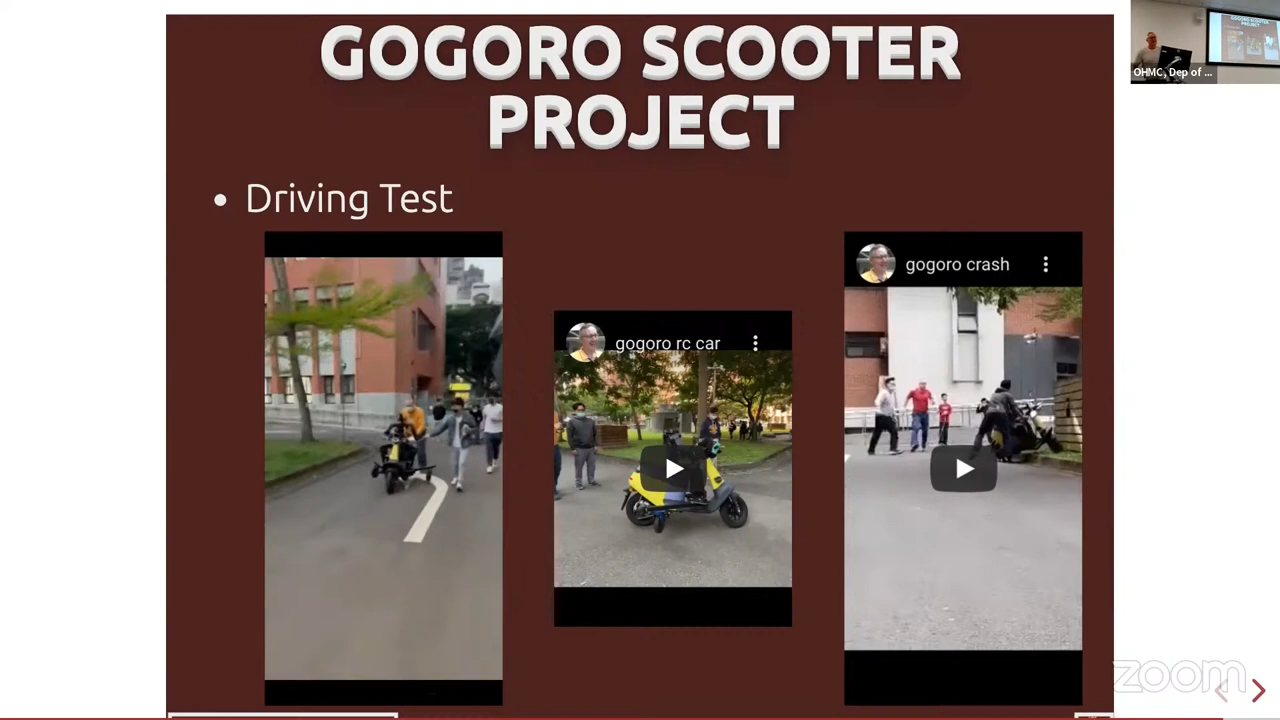 GOGORO SCOOTER
PROJECT
• Driving Test
gogoro rc car
gogoro crash
OHMC, Dep of ...
zoom